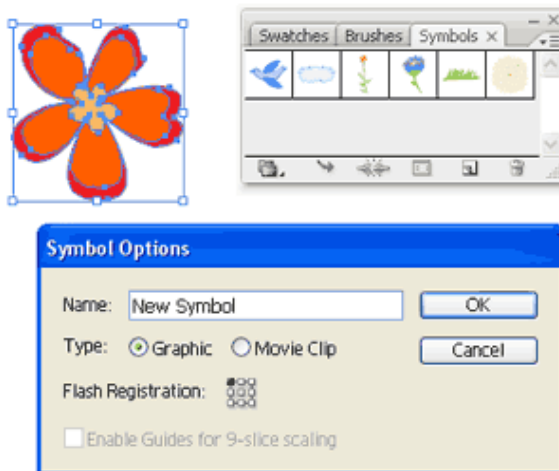 Swatches Brushes Symbols
Symbol Options
Name: New Symbol OK
Type: Graphic Movie Clip Cancel
Flash Registration:
Enable Guides for 9-slice scaling